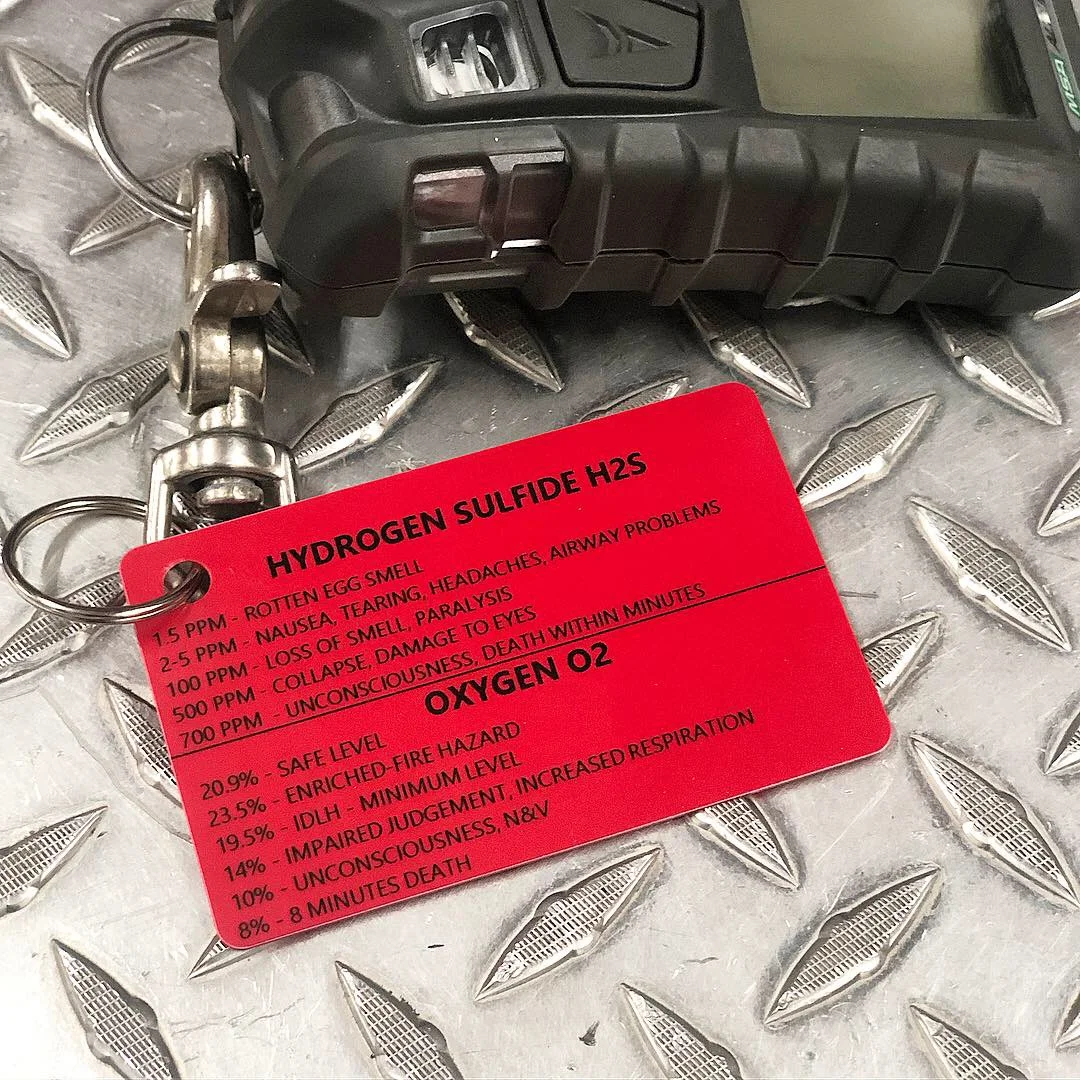 MSA
HYDROGEN SULFIDE H2S
1.5 PPM - ROTTEN EGG SMELL
2-5 PPM - NAUSEA, TEARING, HEADACHES, AIRWAY PROBLEMS
100 PPM - LOSS OF SMELL, PARALYSIS
500 PPM - COLLAPSE, DAMAGE TO EYES
700 PPM - UNCONSCIOUSNESS, DEATH WITHIN MINUTES
OXYGEN O2
20.9% - SAFE LEVEL
23.5% - ENRICHED-FIRE HAZARD
19.5% - IDLH - MINIMUM LEVEL
14% - IMPAIRED JUDGEMENT, INCREASED RESPIRATION
10% - UNCONSCIOUSNESS, N&V
8% - 8 MINUTES DEATH